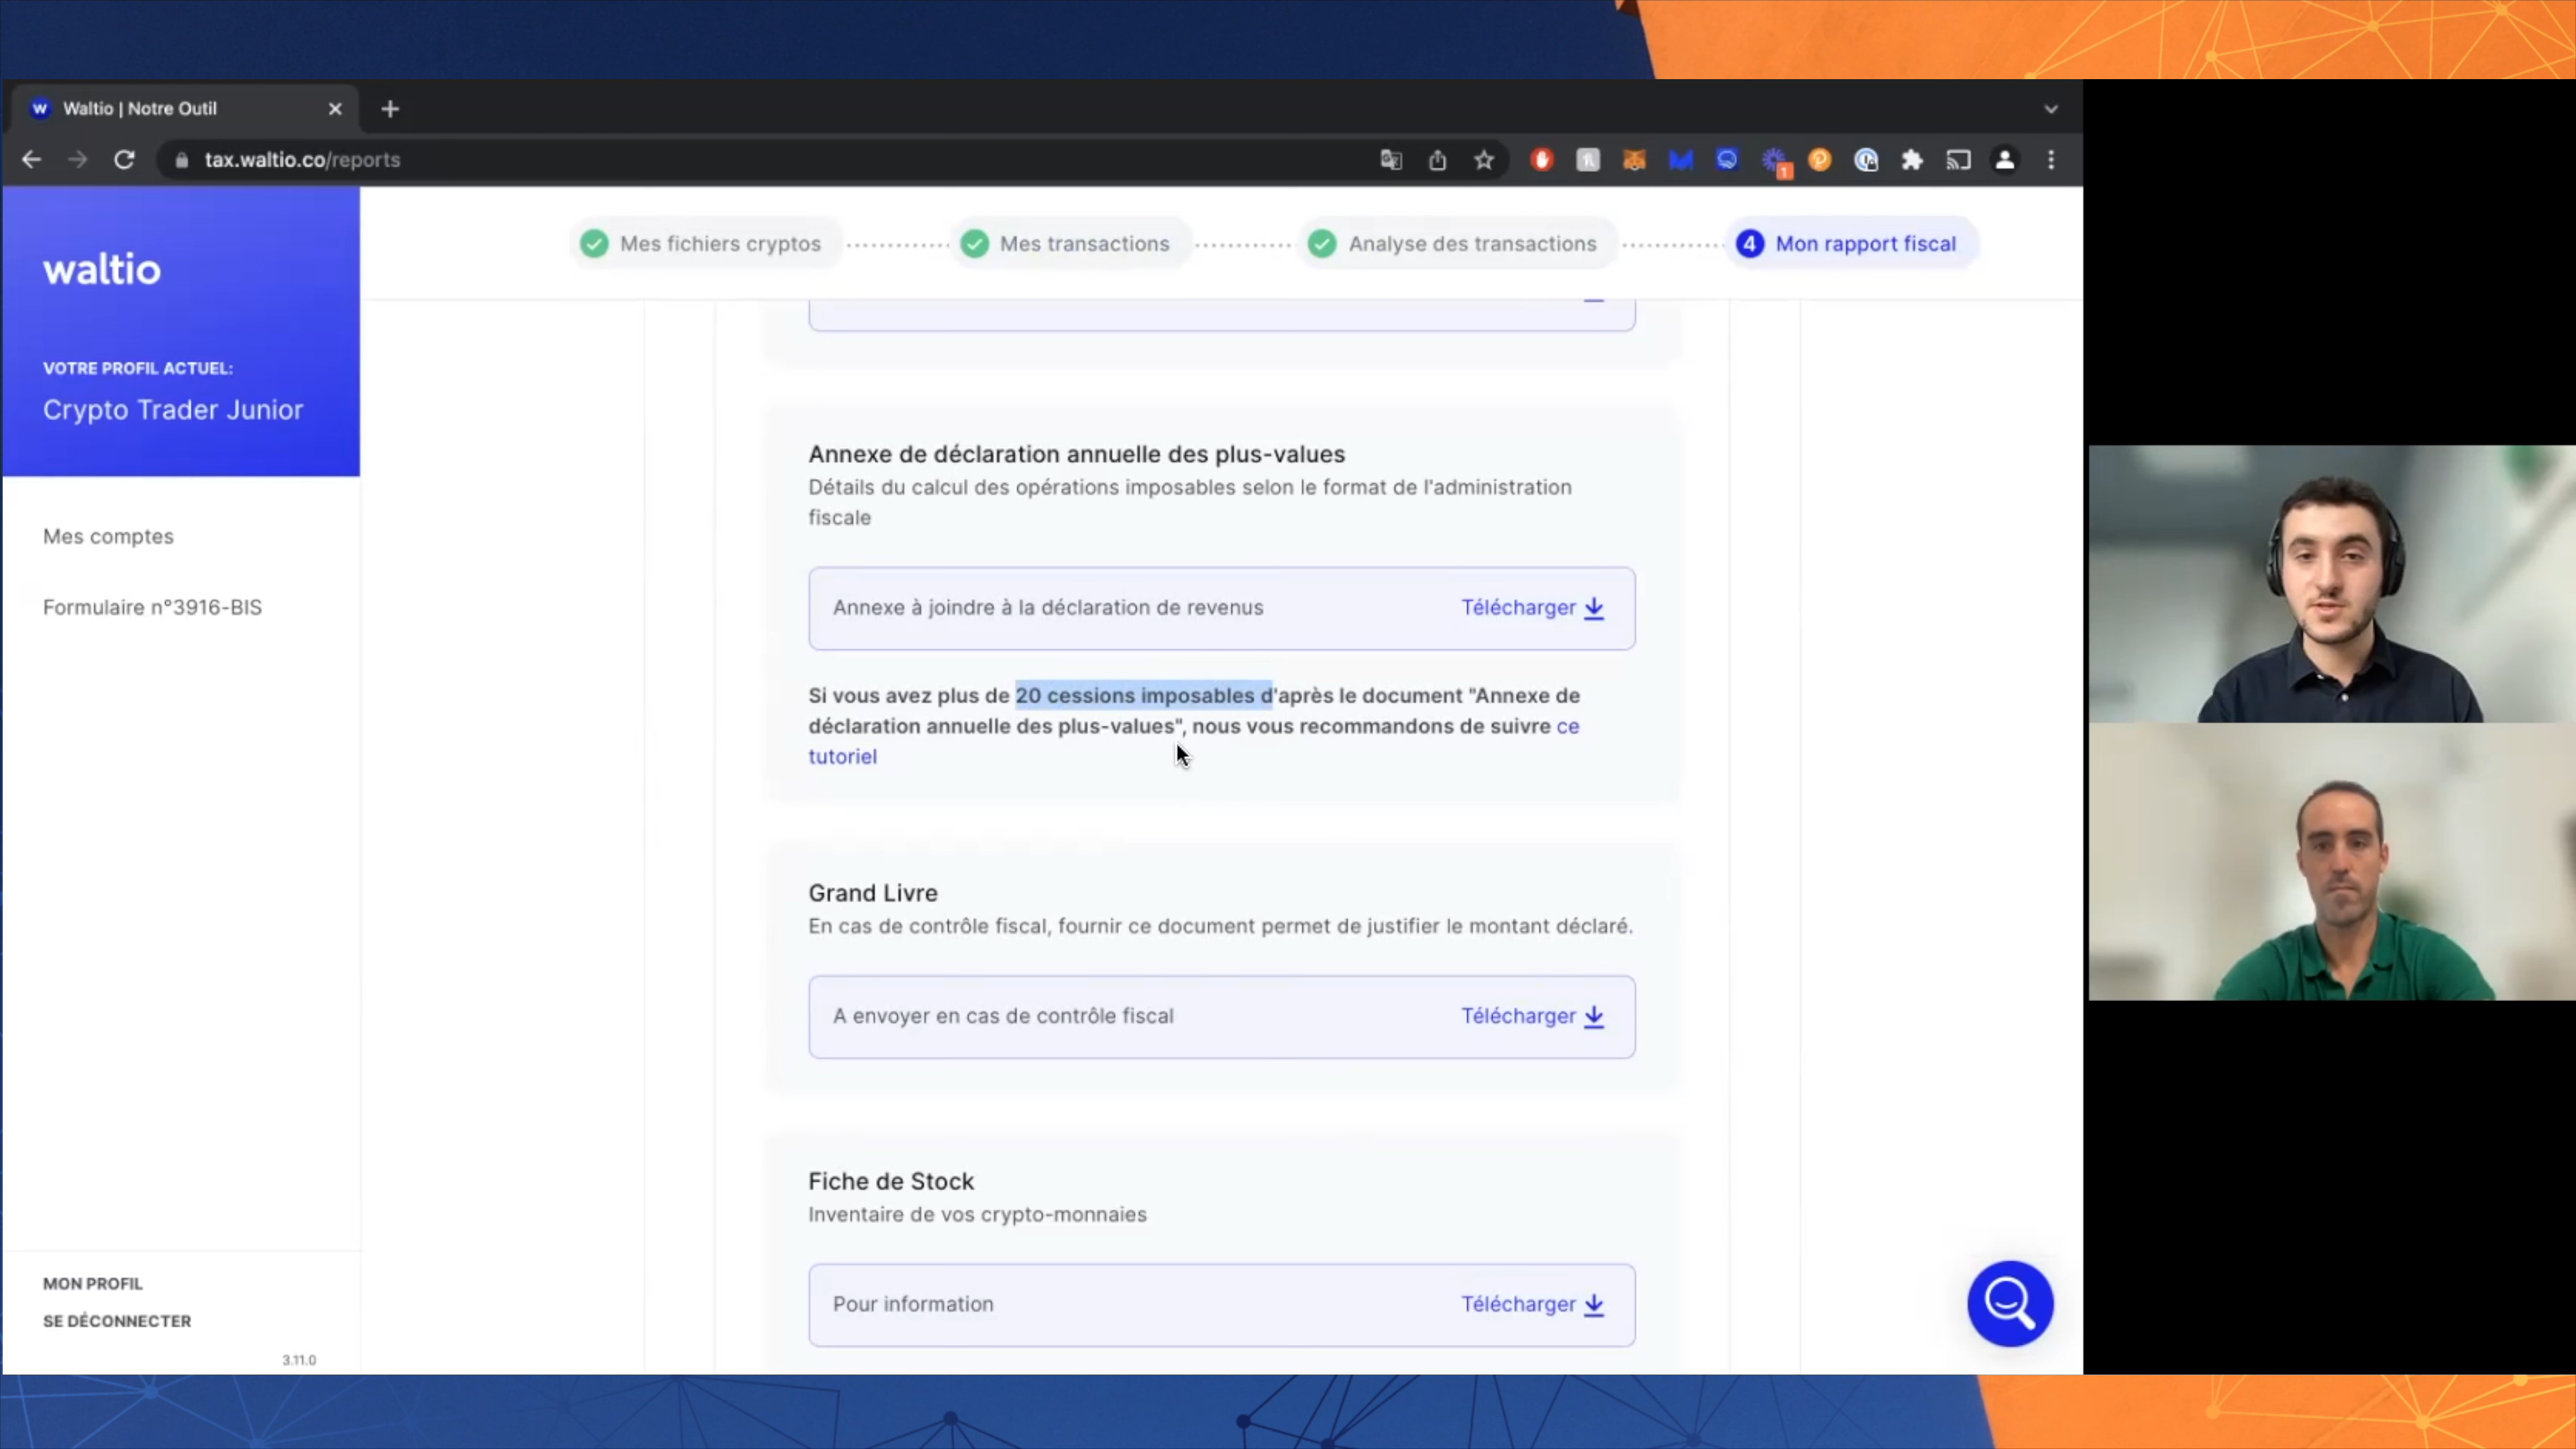 Waltio | Notre Outil
tax.waltio.co/reports
1
waltio
VOTRE PROFIL ACTUEL:
Crypto Trader Junior
Mes comptes
Formulaire n°3916-BIS
MON PROFIL
SE DÉCONNECTER
3.11.0
Mes fichiers cryptos
Mes transactions
Analyse des transactions
4 Mon rapport fiscal
Annexe de déclaration annuelle des plus-values
Détails du calcul des opérations imposables selon le format de l'administration
fiscale
Annexe à joindre à la déclaration de revenus
Télécharger
Si vous avez plus de 20 cessions imposables d'après le document "Annexe de
déclaration annuelle des plus-values", nous vous recommandons de suivre ce
tutoriel
Grand Livre
En cas de contrôle fiscal, fournir ce document permet de justifier le montant déclaré.
A envoyer en cas de contrôle fiscal
Télécharger
Fiche de Stock
Inventaire de vos crypto-monnaies
Pour information
Télécharger